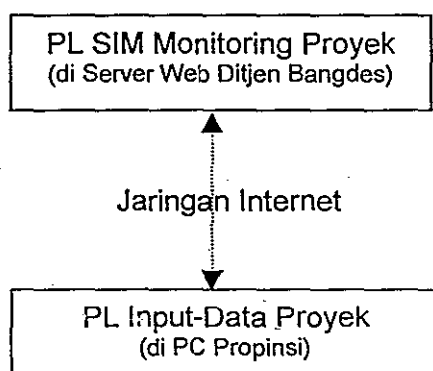 PL SIM Monitoring Proyek
(di Server Web Ditjen Bangdes)
Jaringan Internet
PL Input-Data Proyek
(di PC Propinsi)